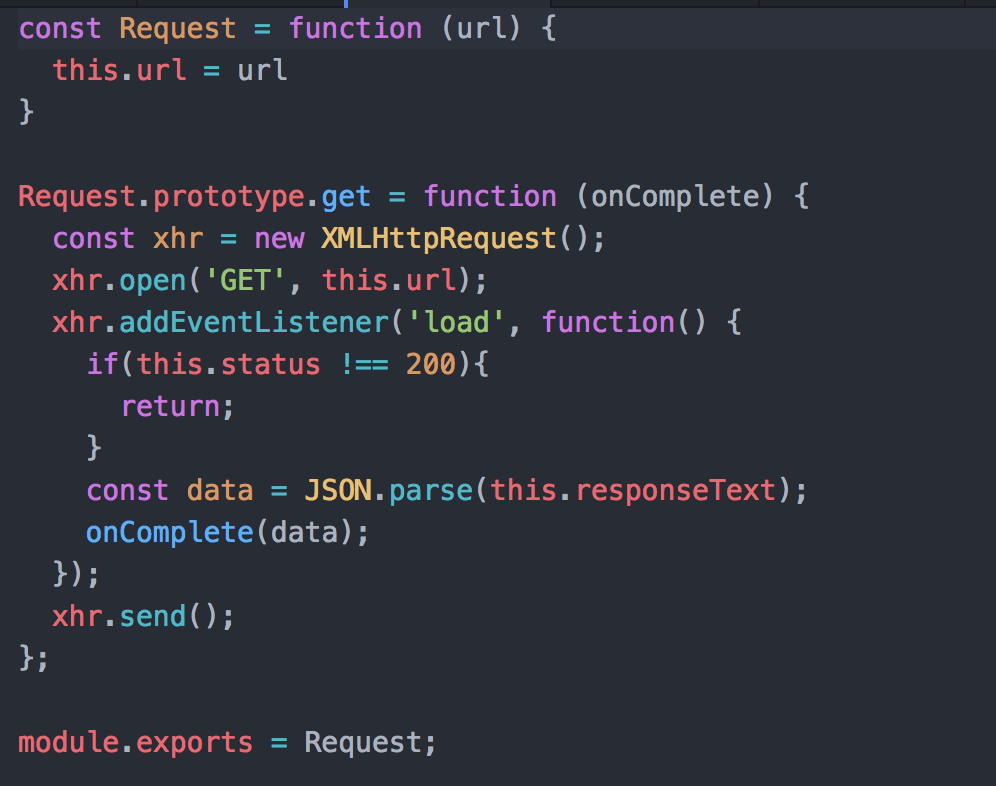 const Request = function (url) {
  this.url = url
}

Request.prototype.get = function (onComplete) {
  const xhr = new XMLHttpRequest();
  xhr.open('GET', this.url);
  xhr.addEventListener('load', function() {
    if(this.status !== 200){
      return;
    }
    const data = JSON.parse(this.responseText);
    onComplete(data);
  });
  xhr.send();
};

module.exports = Request;